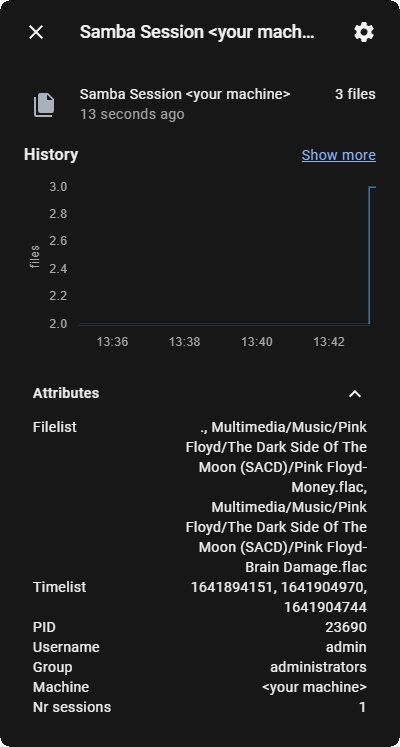 Samba Session <your mach...
Samba Session <your machine> 3 files
13 seconds ago
History Show more
3.0
2.8
2.6
files
2.4
2.2
2.0
13:36 13:38 13:40 13:42
Attributes
Filelist ., Multimedia/Music/Pink
Floyd/The Dark Side Of The
Moon (SACD)/Pink Floyd-
Money.flac,
Multimedia/Music/Pink
Floyd/The Dark Side Of The
Moon (SACD)/Pink Floyd-
Brain Damage.flac
Timelist 1641894151, 1641904970,
1641904744
PID 23690
Username admin
Group administrators
Machine <your machine>
Nr sessions 1